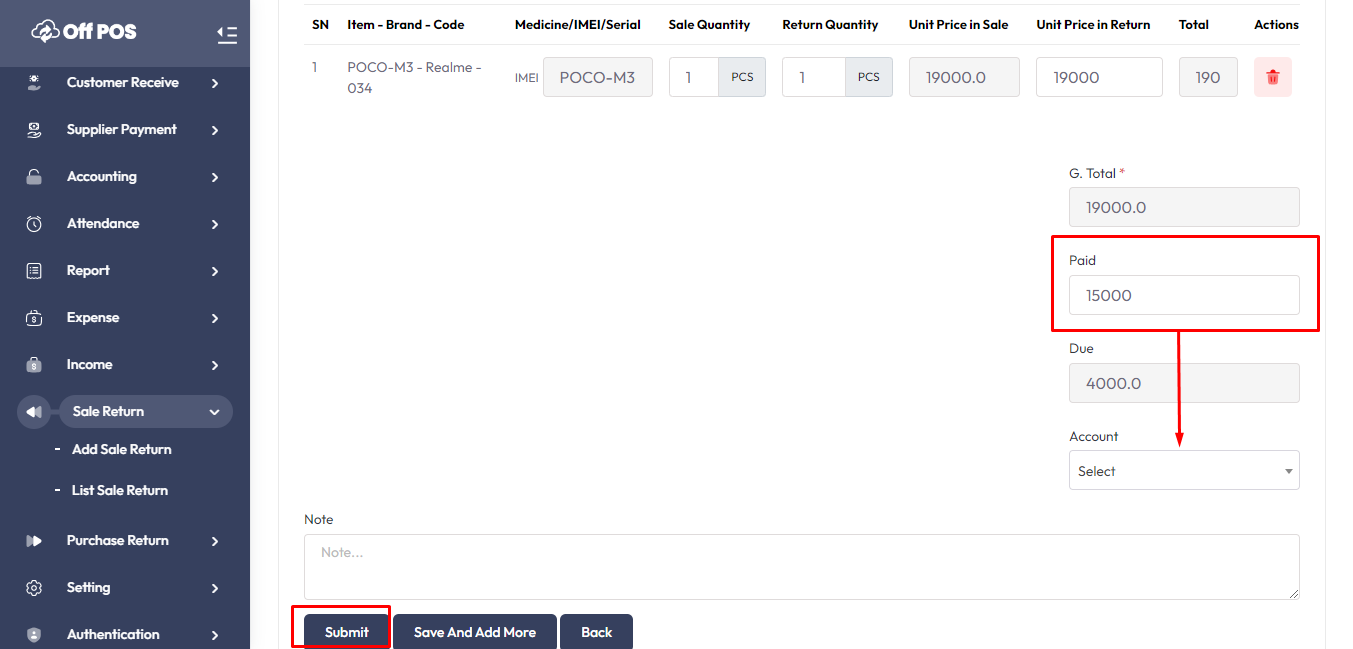 Off POS
Customer Receive
Supplier Payment
Accounting
Attendance
Report
Expense
Income
Sale Return
- Add Sale Return
- List Sale Return
Purchase Return
Setting
Authentication
SN Item - Brand - Code Medicine/IMEI/Serial Sale Quantity Return Quantity Unit Price in Sale Unit Price in Return Total Actions
1 POCO-M3 - Realme - IMEI POCO-M3 1 PCS 1 PCS 19000.0 19000 190
034
G. Total *
19000.0
Paid
15000
Due
4000.0
Account
Select
Note
Note...
Submit Save And Add More Back